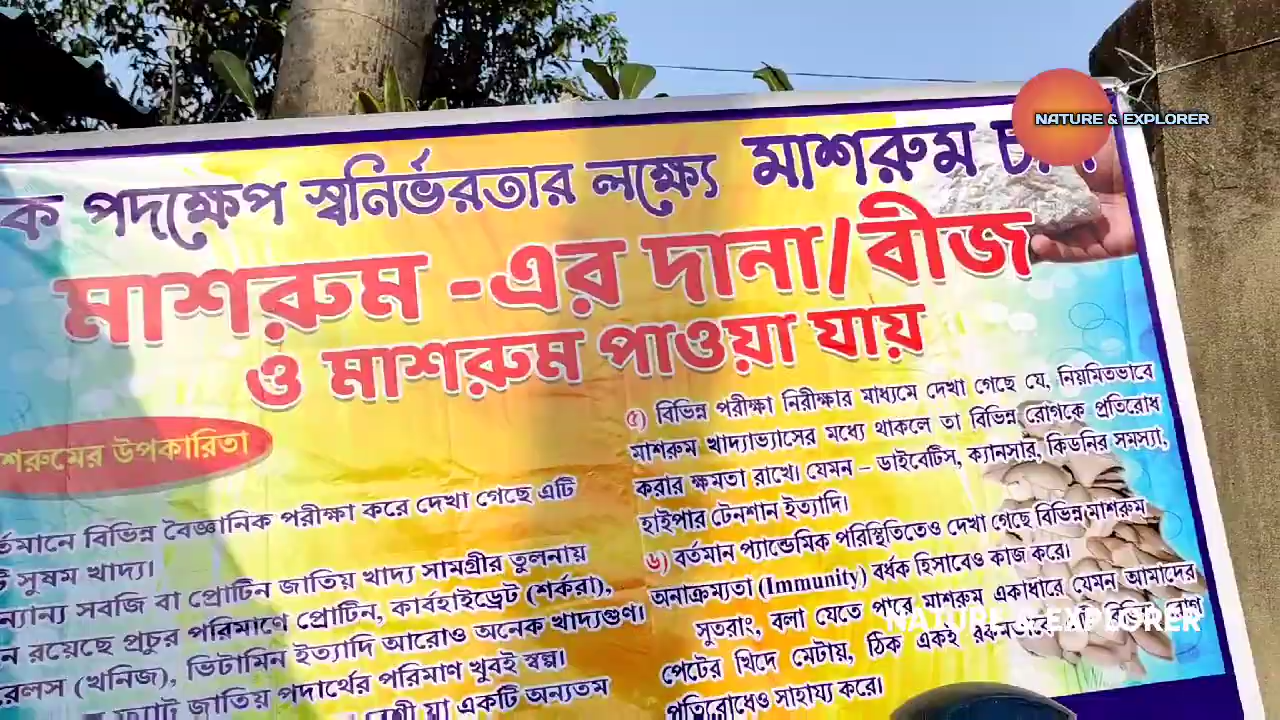 NATURE & EXPLORER
ক পদক্ষেপ স্বনির্ভরতার লক্ষ্যে মাশরুম
মাশরুম -এর দানা/বীজ
ও মাশরুম পাওয়া যায়
শরুমের উপকারিতা
র্তমানে বিভিন্ন বৈজ্ঞানিক পরীক্ষা করে দেখা গেছে এটি
টি সুষম খাদ্য।
ন্যান্য সবজি বা প্রোটিন জাতিয় খাদ্য সামগ্রীর তুলনায়
ন রয়েছে প্রচুর পরিমাণে প্রোটিন, কার্বহাইড্রেট (শর্করা),
রেলস (খনিজ), ভিটামিন ইত্যাদি আরোও অনেক খাদ্যগুণ।
ফ্যাট জাতিয় পদার্থের পরিমাণ খুবই স্বল্প।
যা একটি অন্যতম
৫) বিভিন্ন পরীক্ষা নিরীক্ষার মাধ্যমে দেখা গেছে যে, নিয়মিতভাবে
মাশরুম খাদ্যাভ্যাসের মধ্যে থাকলে তা বিভিন্ন রোগকে প্রতিরোধ
করার ক্ষমতা রাখে। যেমন – ডাইবেটিস, ক্যানসার, কিডনির সমস্যা,
হাইপার টেনশান ইত্যাদি।
৬) বর্তমান প্যান্ডেমিক পরিস্থিতিতেও দেখা গেছে বিভিন্ন মাশরুম
অনাক্রম্যতা (Immunity) বর্ধক হিসাবেও কাজ করে।
সুতরাং, বলা যেতে পারে মাশরুম একাধারে যেমন আমাদের
পেটের খিদে মেটায়, ঠিক একই
প্রতিরোধেও সাহায্য করে।
NATURE & EXPLORER